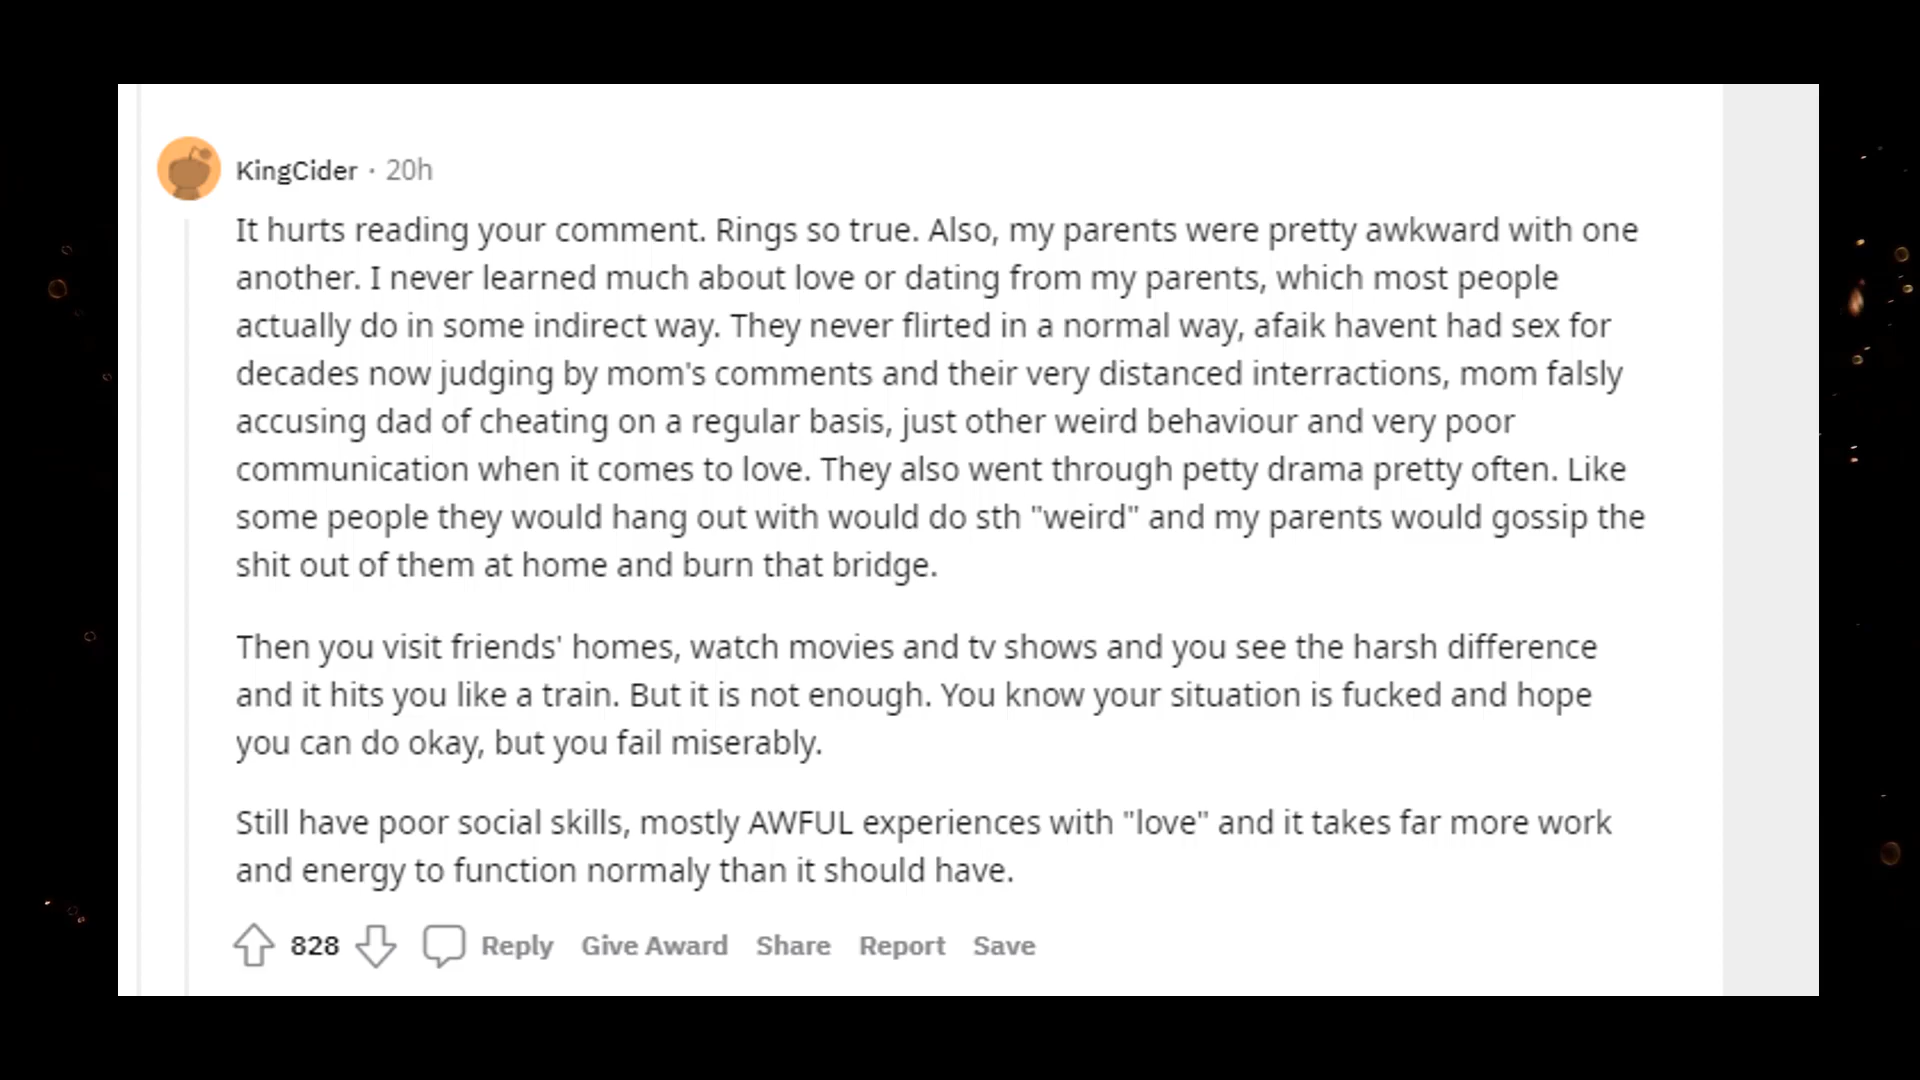 KingCider · 20h
It hurts reading your comment. Rings so true. Also, my parents were pretty awkward with one
another. I never learned much about love or dating from my parents, which most people
actually do in some indirect way. They never flirted in a normal way, afaik havent had sex for
decades now judging by mom's comments and their very distanced interractions, mom falsly
accusing dad of cheating on a regular basis, just other weird behaviour and very poor
communication when it comes to love. They also went through petty drama pretty often. Like
some people they would hang out with would do sth "weird" and my parents would gossip the
shit out of them at home and burn that bridge.
Then you visit friends' homes, watch movies and tv shows and you see the harsh difference
and it hits you like a train. But it is not enough. You know your situation is fucked and hope
you can do okay, but you fail miserably.
Still have poor social skills, mostly AWFUL experiences with "love" and it takes far more work
and energy to function normaly than it should have.
828 Reply Give Award Share Report Save